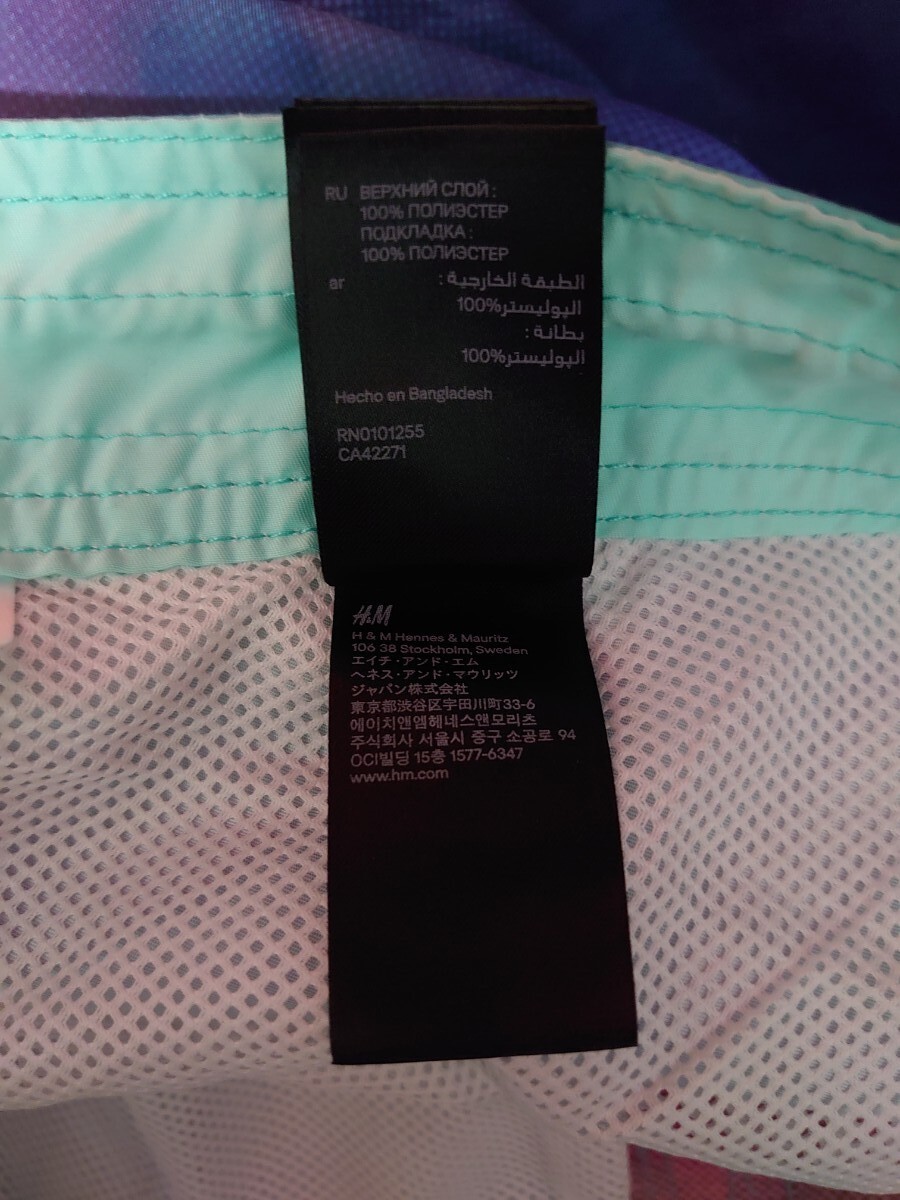 RU ВЕРХНИЙ СЛОЙ:
100% ПОЛИЭСТЕР
ПОДКЛАДКА:
100% ПОЛИЭСТЕР
ar الطبقة الخارجية:
100%البوليستر
بطانة:
100%البوليستر
Hecho en Bangladesh
RN0101255
CA42271
H&M
H & M Hennes & Mauritz
106 38 Stockholm, Sweden
エイチ・アンド・エム
ヘネス・アンド・マウリッツ
ジャパン株式会社
東京都渋谷区宇田川町33-6
에이치앤엠헤네스앤모리츠
주식회사 서울시 중구 소공로 94
OCI빌딩 15층 1577-6347
www.hm.com